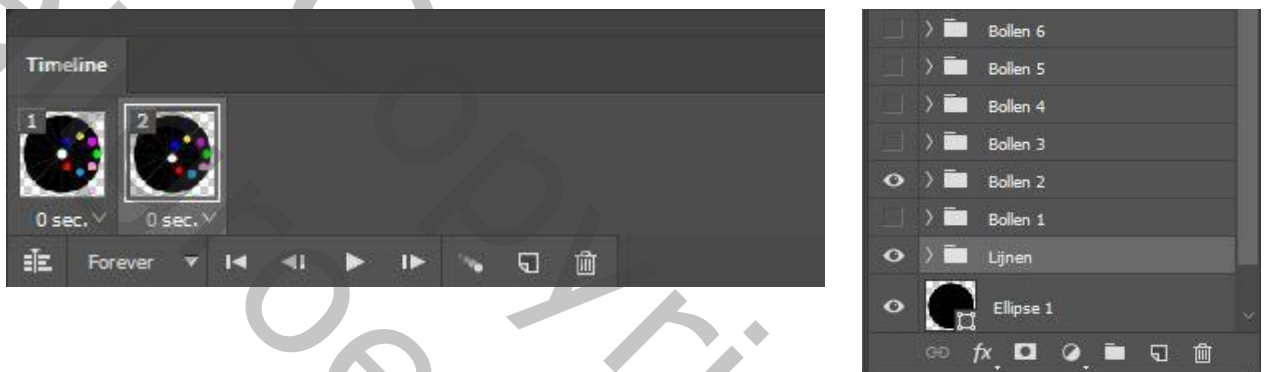 Timeline
1
2
0 sec.
0 sec.
Forever
Bollen 6
Bollen 5
Bollen 4
Bollen 3
Bollen 2
Bollen 1
Lijnen
Ellipse 1
fx